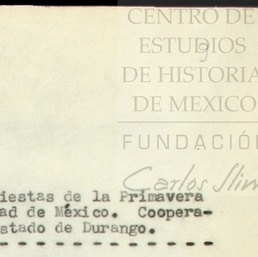 CENTRO DE
ESTUDIOS
DE HISTORIA
DE MEXICO
FUNDACIÓN
Carlos Slim
iestas de la Primavera
ad de México. Coopera-
stado de Durango.